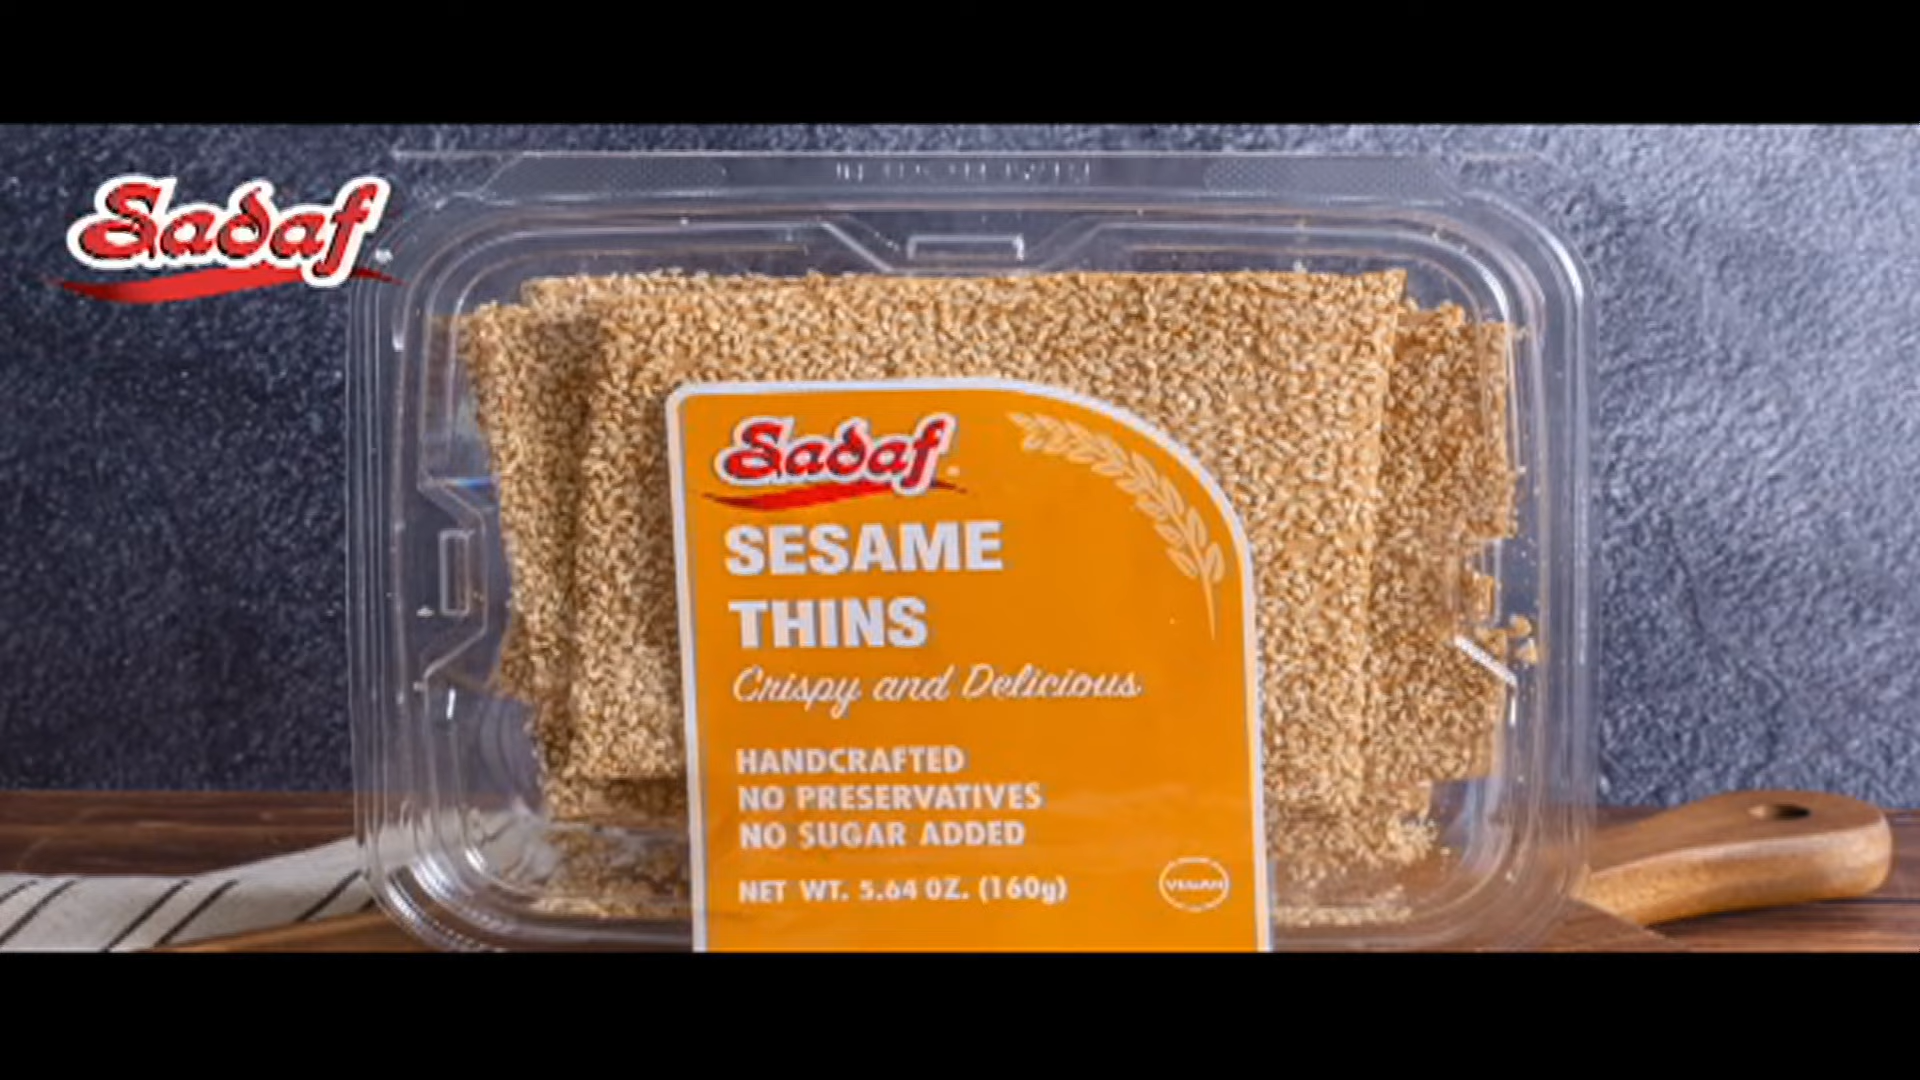 Sadaf
Sadaf
SESAME
THINS
Crispy and Delicious
HANDCRAFTED
NO PRESERVATIVES
NO SUGAR ADDED
NET WT. 5.64 OZ. (160g)
VEGAN